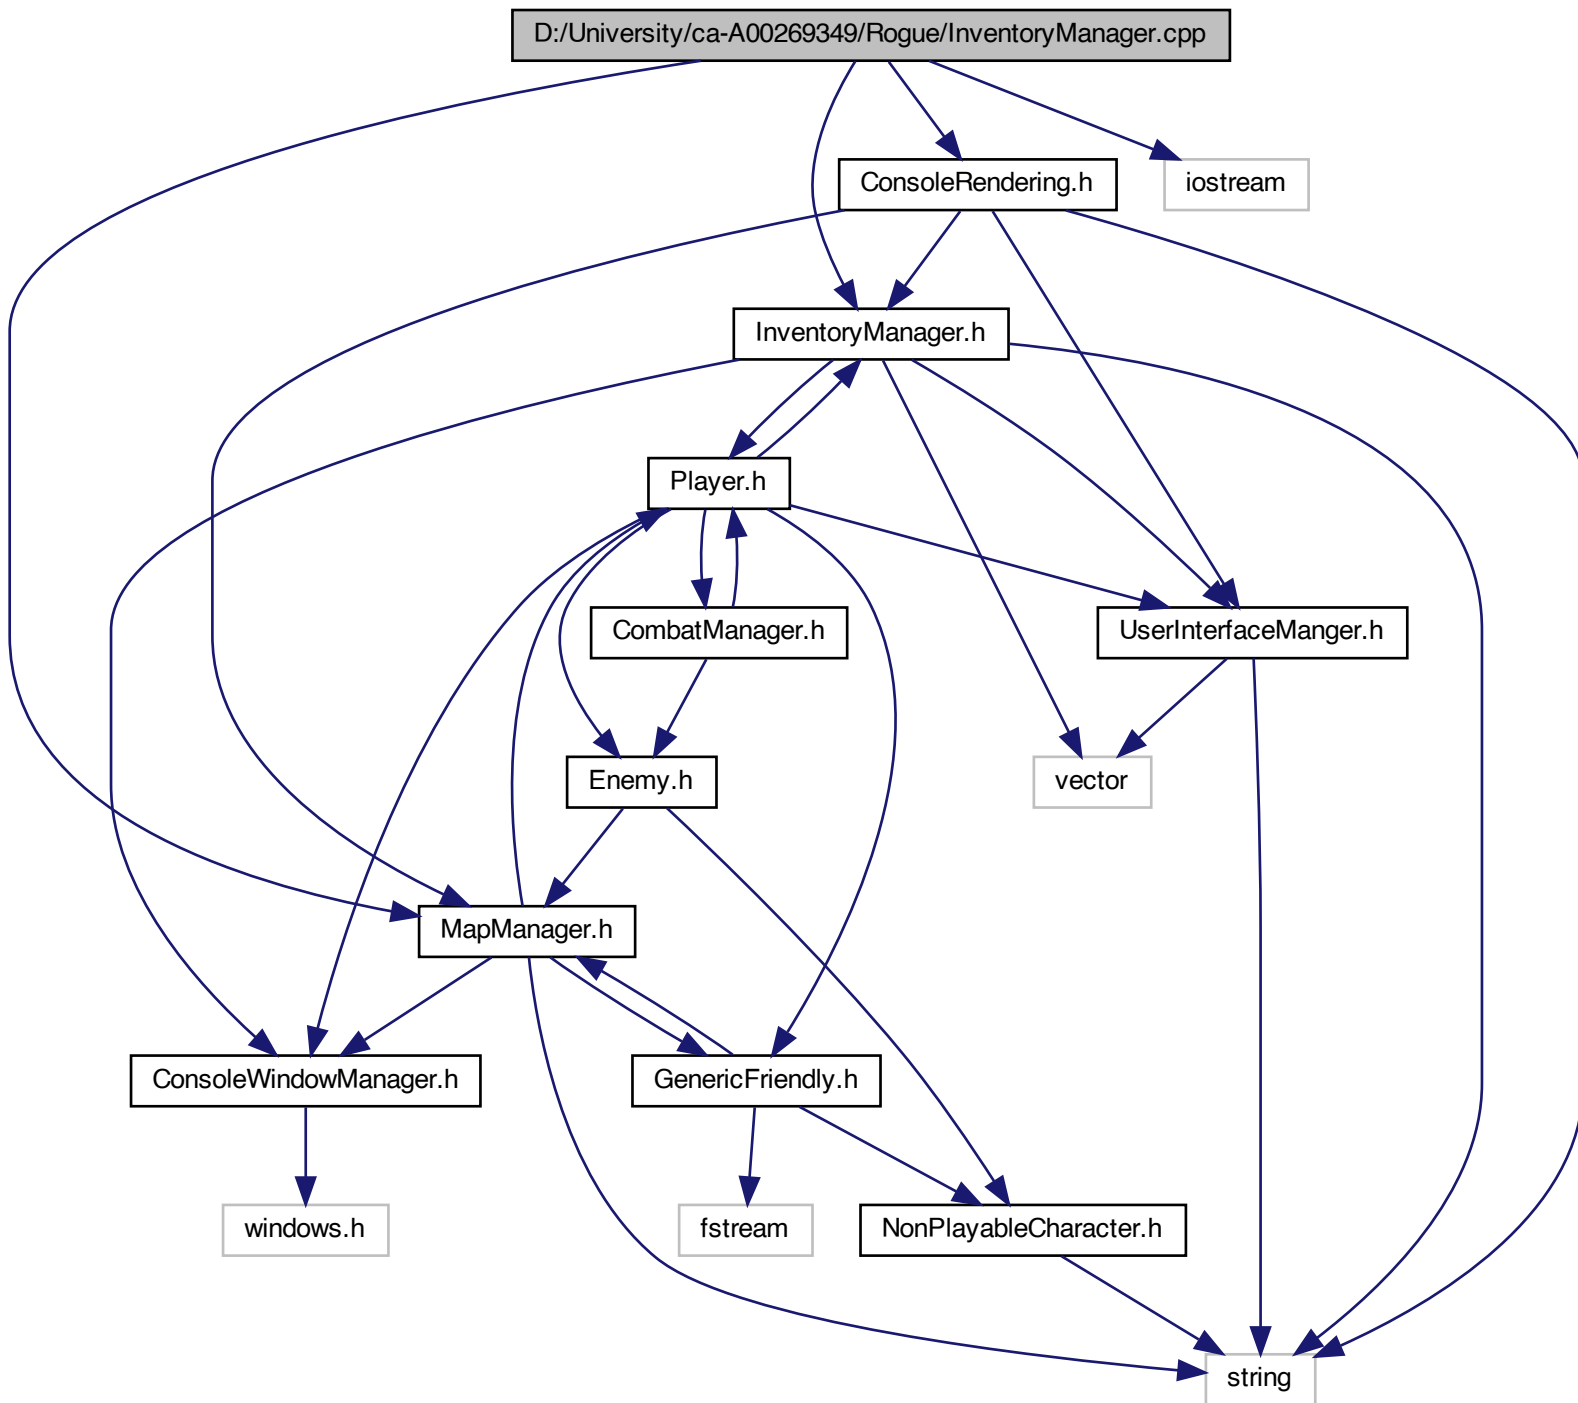 D:/University/ca-A00269349/Rogue/InventoryManager.cpp
ConsoleRendering.h
iostream
InventoryManager.h
Player.h
CombatManager.h
UserInterfaceManger.h
Enemy.h
vector
MapManager.h
ConsoleWindowManager.h
GenericFriendly.h
windows.h
fstream
NonPlayableCharacter.h
string